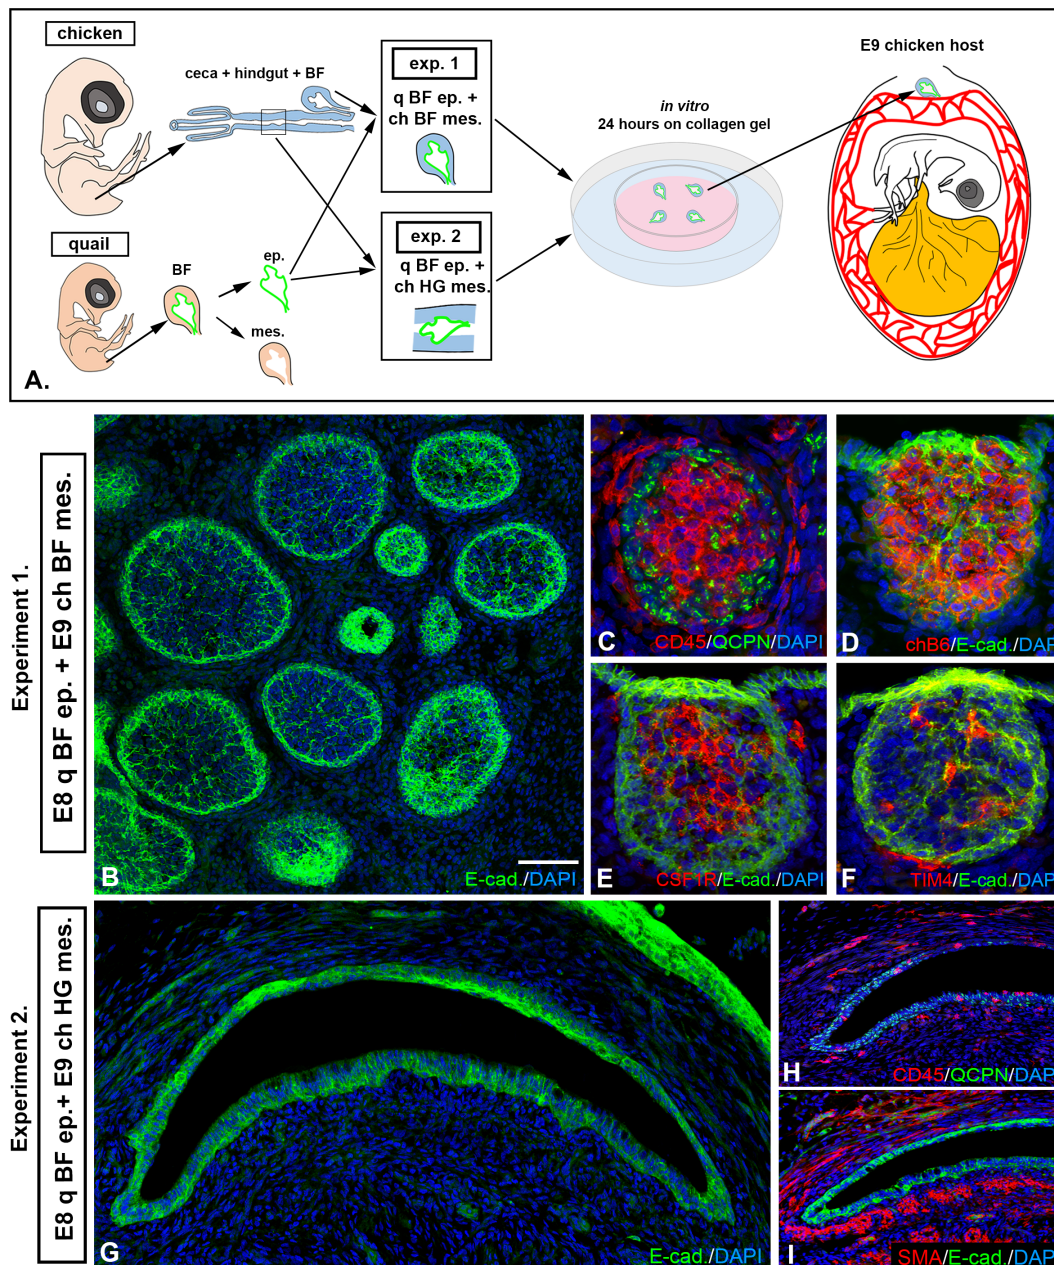 chicken
ceca + hindgut + BF
exp. 1
q BF ep. +
ch BF mes.
in vitro
24 hours on collagen gel
E9 chicken host
quail
BF
ep.
mes.
exp. 2
q BF ep. +
ch HG mes.
A.
Experiment 1.
E8 q BF ep. + E9 ch BF mes.
B
E-cad./DAPI
C
CD45/QCPN/DAPI
D
chB6/E-cad./DAP
E
CSF1R/E-cad./DAPI
F
TIM4/E-cad./DAP
Experiment 2.
E8 q BF ep.+ E9 ch HG mes.
G
E-cad./DAPI
H
CD45/QCPN/DAP
I
SMA/E-cad./DAP